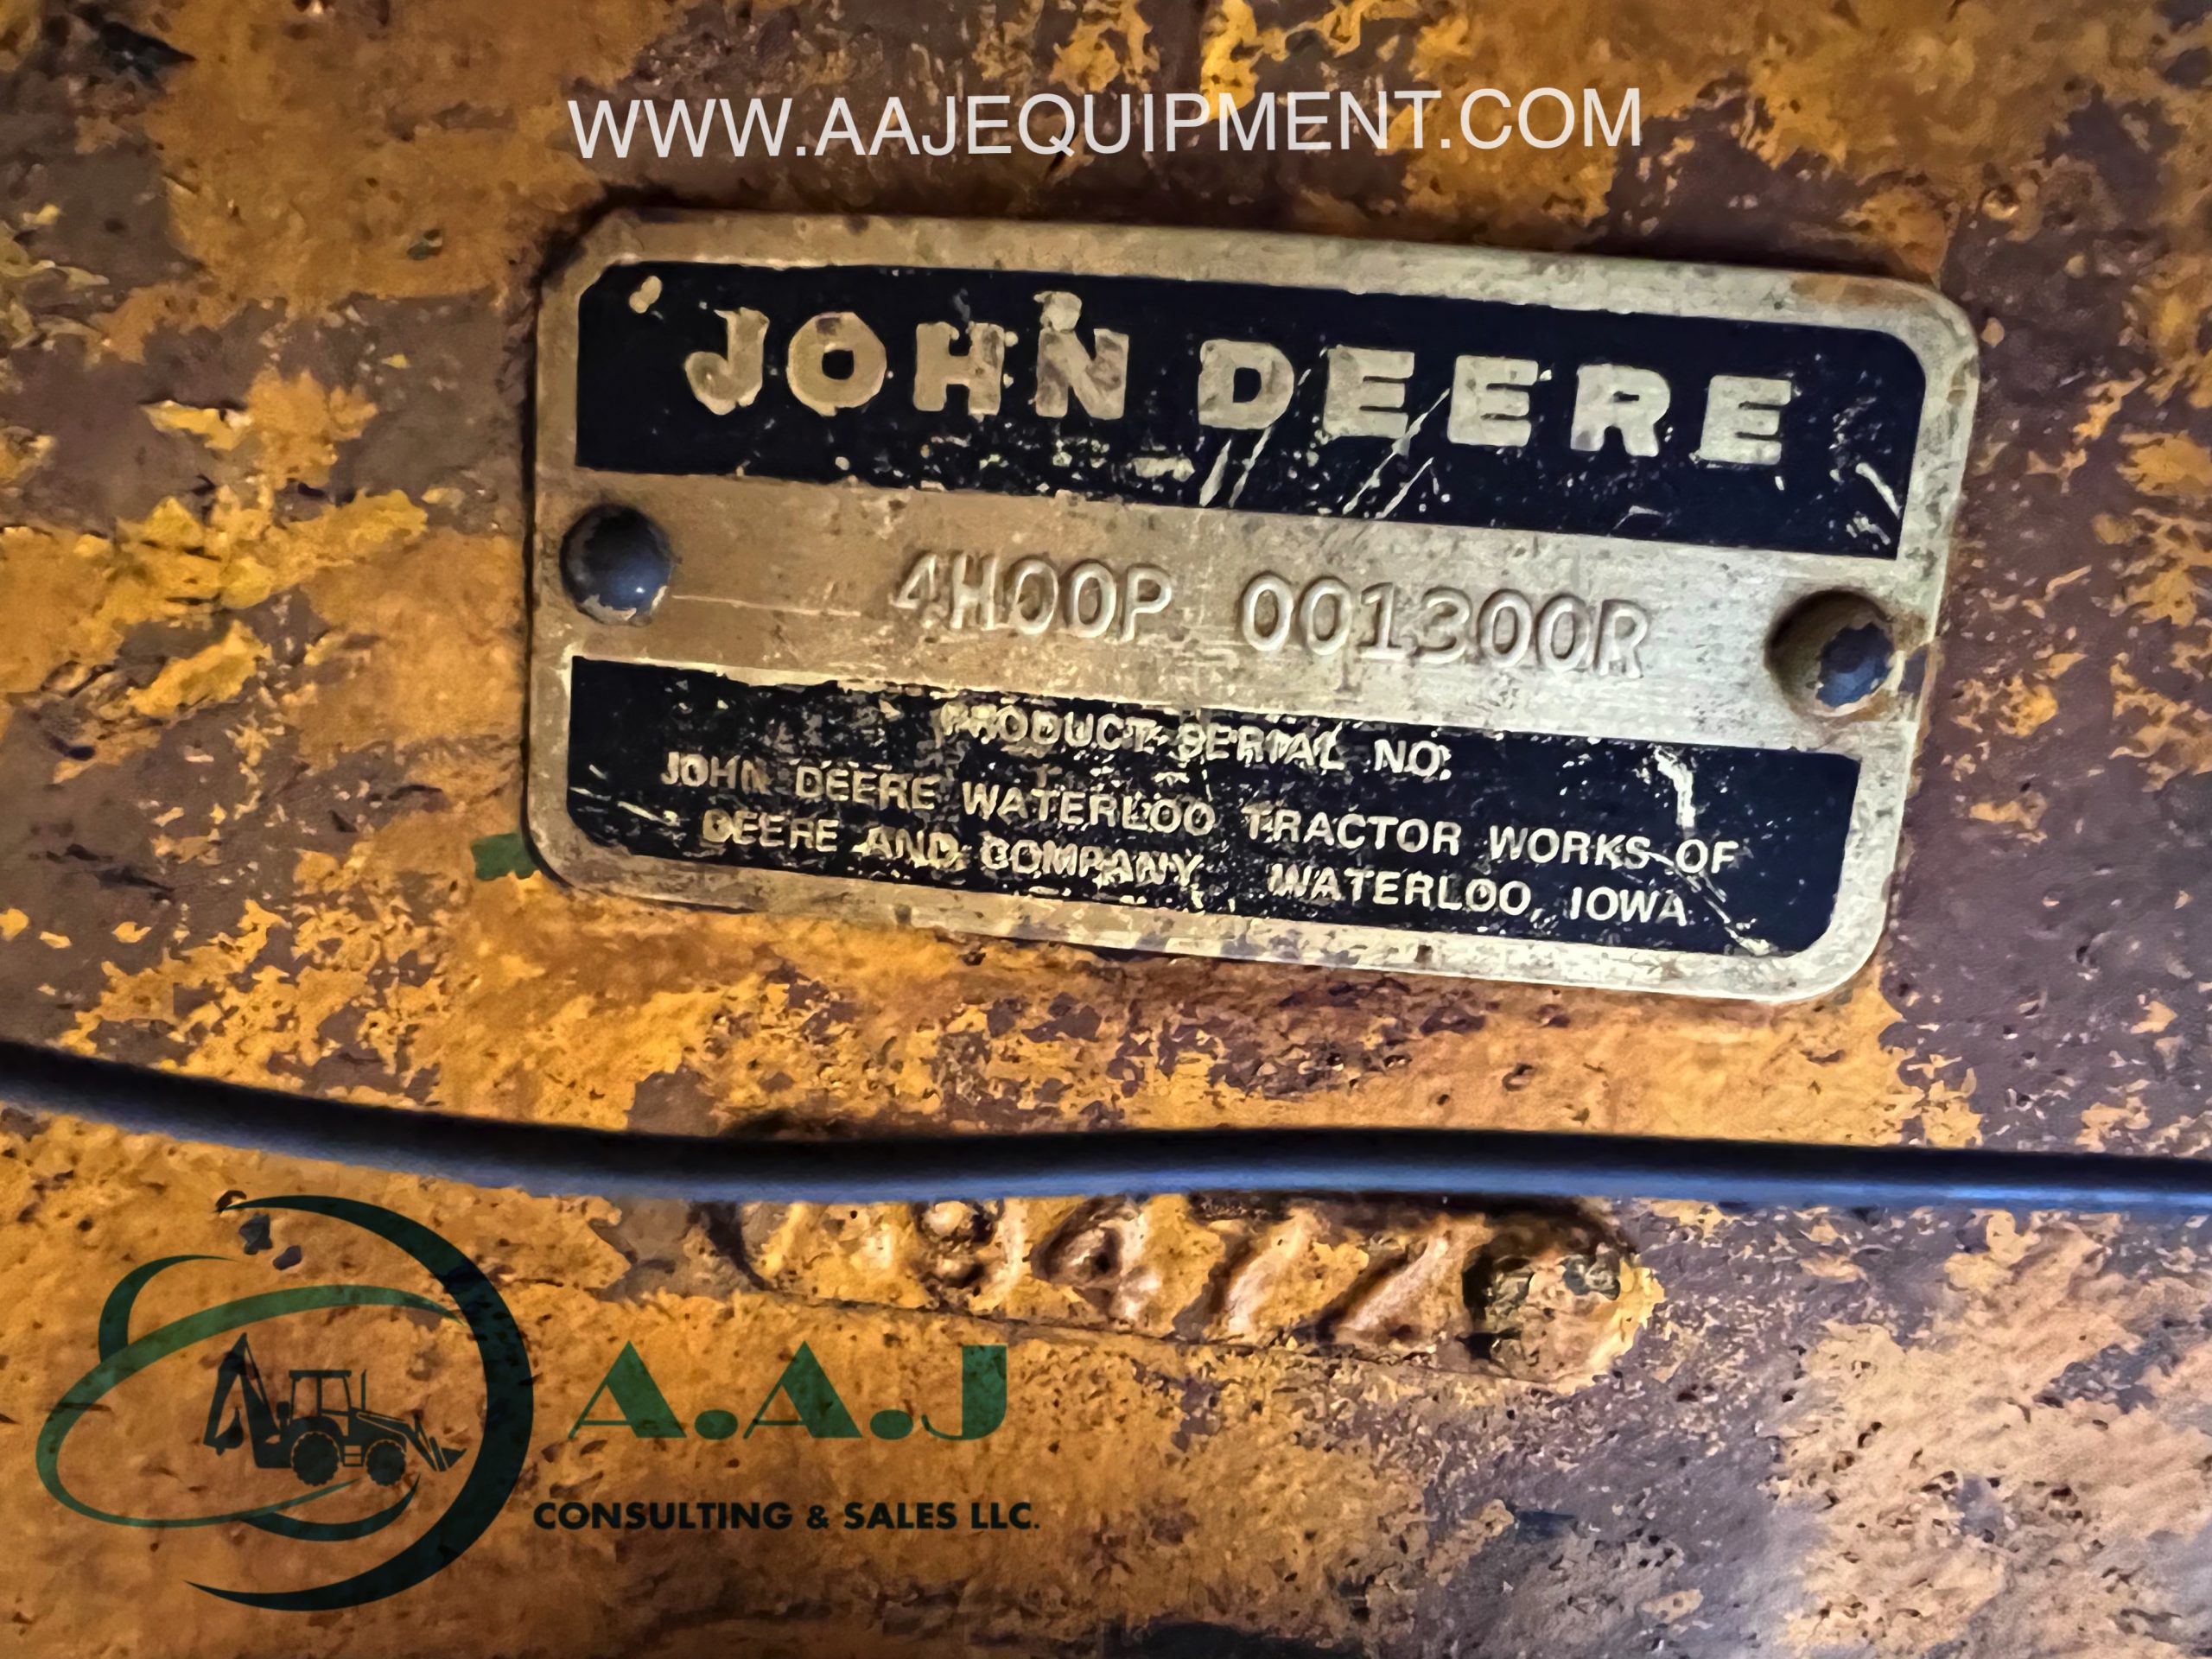 WWW.AAJEQUIPMENT.COM
JOHN DEERE
4H00P 001300R
PRODUCT SERIAL NO.
JOHN DEERE WATERLOO TRACTOR WORKS OF
DEERE AND COMPANY WATERLOO, IOWA
A.A.J
CONSULTING & SALES LLC.